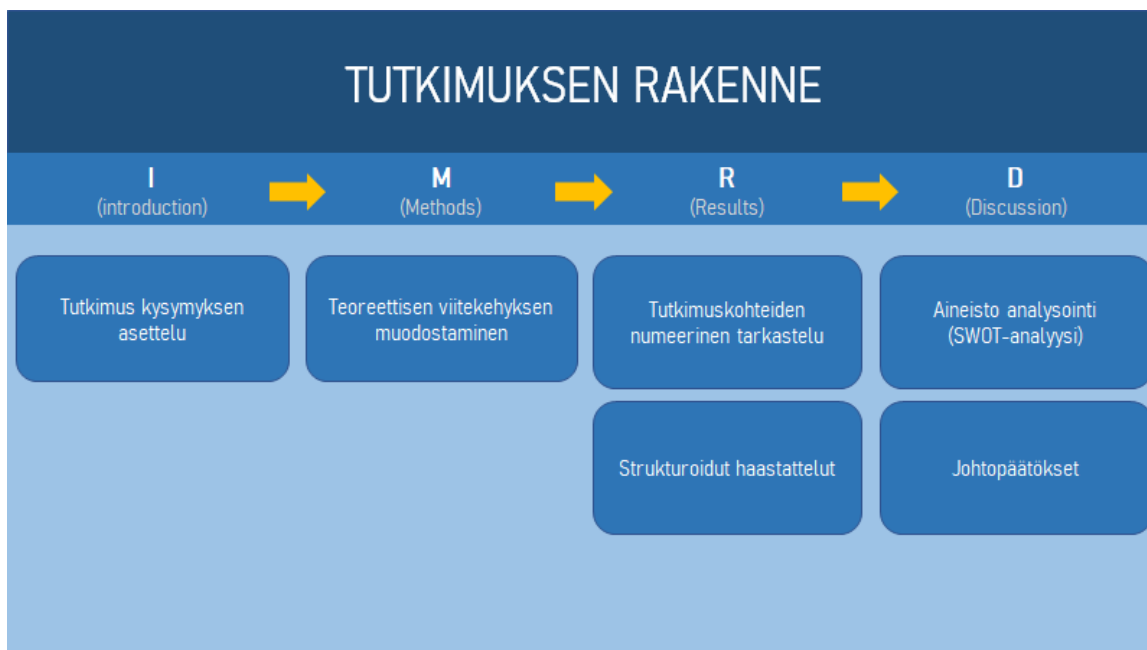 TUTKIMUKSEN RAKENNE
I
(introduction)
M
(Methods)
R
(Results)
D
(Discussion)
Tutkimus kysymyksen
asettelu
Teoreettisen viitekehyksen
muodostaminen
Tutkimuskohteiden
numeerinen tarkastelu
Aineisto analysointi
(SWOT-analyysi)
Strukturoidut haastattelut
Johtopäätökset